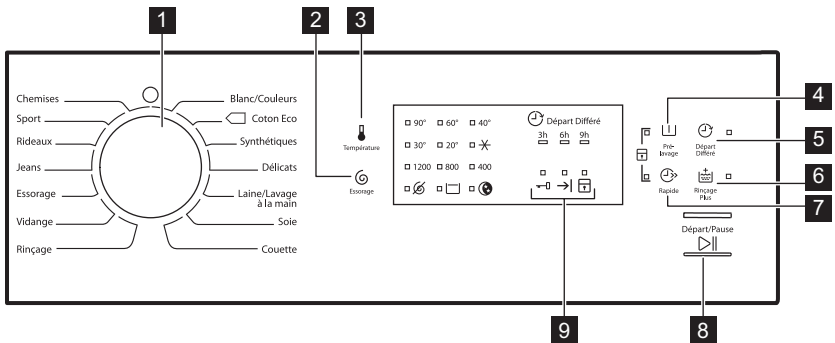 1
2
3
4
5
6
7
8
9
Chemises
Sport
Rideaux
Jeans
Essorage
Vidange
Rinçage
Blanc/Couleurs
Coton Eco
Synthétiques
Délicats
Laine/Lavage
à la main
Soie
Couette
Température
Essorage
90° 60° 40°
30° 20°
1200 800 400
Départ Différé
3h 6h 9h
Pré-
lavage
Départ
Différé
Rapide
Rinçage
Plus
Départ/Pause